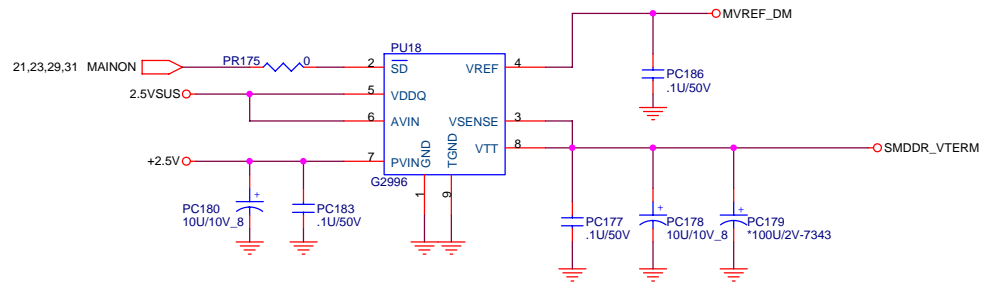 MVREF_DM
PU18
21,23,29,31 MAINON
PR175 0
2 SD VREF 4
PC186
.1U/50V
2.5VSUS
5 VDDQ
6 AVIN VSENSE 3
VTT 8 SMDDR_VTERM
+2.5V
7 PVIN GND TGND
G2996
1 9
PC180
10U/10V_8
+
PC183
.1U/50V
PC177
.1U/50V
+
PC178
10U/10V_8
+
PC179
*100U/2V-7343